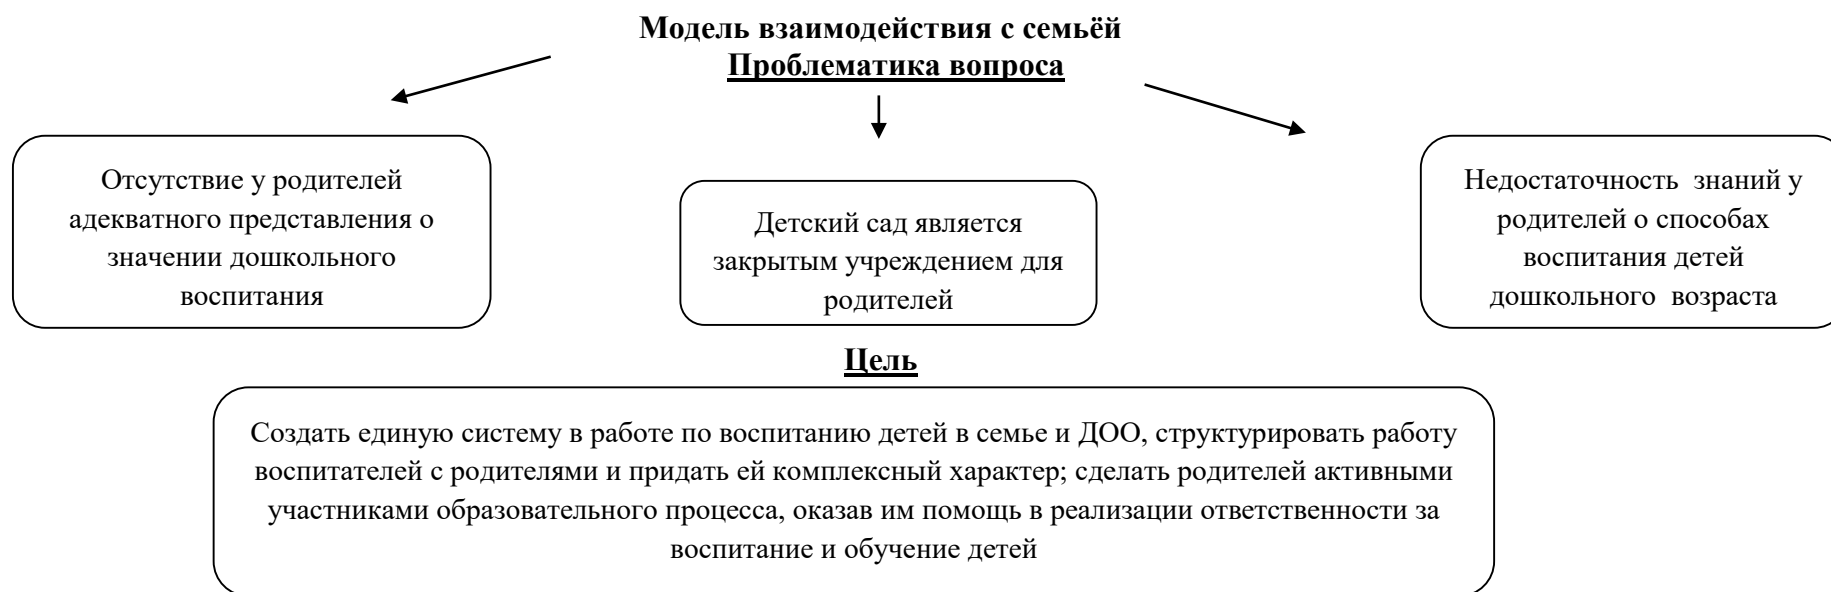 Модель взаимодействия с семьёй
Проблематика вопроса
Отсутствие у родителей
адекватного представления о
значении дошкольного
воспитания
Детский сад является
закрытым учреждением для
родителей
Недостаточность знаний у
родителей о способах
воспитания детей
дошкольного возраста
Цель
Создать единую систему в работе по воспитанию детей в семье и ДОО, структурировать работу
воспитателей с родителями и придать ей комплексный характер; сделать родителей активными
участниками образовательного процесса, оказав им помощь в реализации ответственности за
воспитание и обучение детей